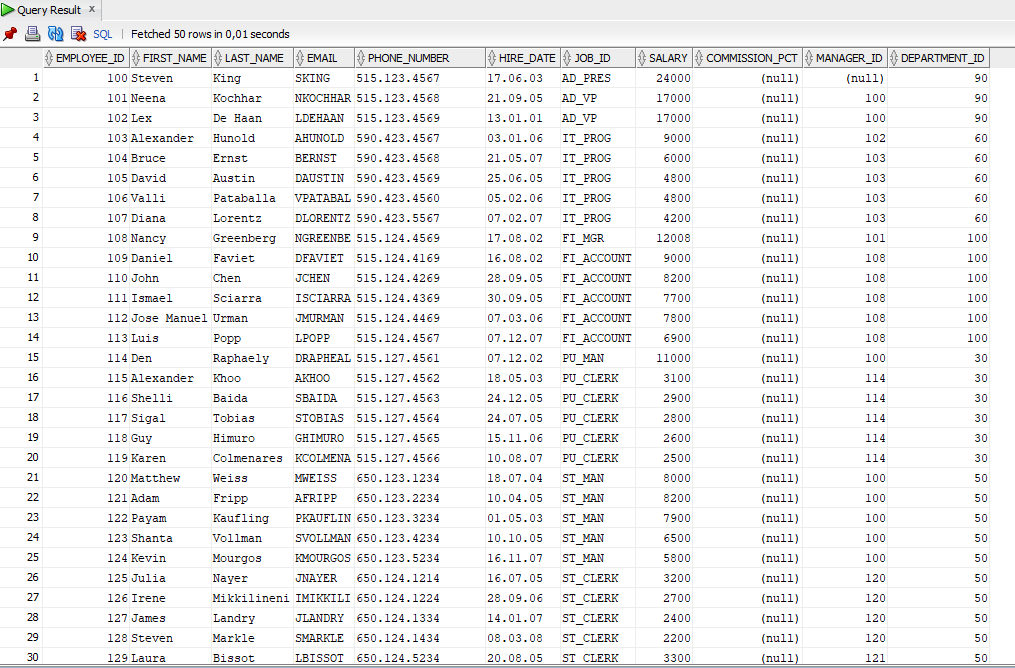 Query Result x
SQL | Fetched 50 rows in 0,01 seconds
EMPLOYEE_ID FIRST_NAME LAST_NAME EMAIL PHONE_NUMBER HIRE_DATE JOB_ID SALARY COMMISSION_PCT MANAGER_ID DEPARTMENT_ID
1 100 Steven King SKING 515.123.4567 17.06.03 AD_PRES 24000 (null) (null) 90
2 101 Neena Kochhar NKOCHHAR 515.123.4568 21.09.05 AD_VP 17000 (null) 100 90
3 102 Lex De Haan LDEHAAN 515.123.4569 13.01.01 AD_VP 17000 (null) 100 90
4 103 Alexander Hunold AHUNOLD 590.423.4567 03.01.06 IT_PROG 9000 (null) 102 60
5 104 Bruce Ernst BERNST 590.423.4568 21.05.07 IT_PROG 6000 (null) 103 60
6 105 David Austin DAUSTIN 590.423.4569 25.06.05 IT_PROG 4800 (null) 103 60
7 106 Valli Pataballa VPATABAL 590.423.4560 05.02.06 IT_PROG 4800 (null) 103 60
8 107 Diana Lorentz DLORENTZ 590.423.5567 07.02.07 IT_PROG 4200 (null) 103 60
9 108 Nancy Greenberg NGREENBE 515.124.4569 17.08.02 FI_MGR 12008 (null) 101 100
10 109 Daniel Faviet DFAVIET 515.124.4169 16.08.02 FI_ACCOUNT 9000 (null) 108 100
11 110 John Chen JCHEN 515.124.4269 28.09.05 FI_ACCOUNT 8200 (null) 108 100
12 111 Ismael Sciarra ISCIARRA 515.124.4369 30.09.05 FI_ACCOUNT 7700 (null) 108 100
13 112 Jose Manuel Urman JMURMAN 515.124.4469 07.03.06 FI_ACCOUNT 7800 (null) 108 100
14 113 Luis Popp LPOPP 515.124.4567 07.12.07 FI_ACCOUNT 6900 (null) 108 100
15 114 Den Raphaely DRAPHEAL 515.127.4561 07.12.02 PU_MAN 11000 (null) 100 30
16 115 Alexander Khoo AKHOO 515.127.4562 18.05.03 PU_CLERK 3100 (null) 114 30
17 116 Shelli Baida SBAIDA 515.127.4563 24.12.05 PU_CLERK 2900 (null) 114 30
18 117 Sigal Tobias STOBIAS 515.127.4564 24.07.05 PU_CLERK 2800 (null) 114 30
19 118 Guy Himuro GHIMURO 515.127.4565 15.11.06 PU_CLERK 2600 (null) 114 30
20 119 Karen Colmenares KCOLMENA 515.127.4566 10.08.07 PU_CLERK 2500 (null) 114 30
21 120 Matthew Weiss MWEISS 650.123.1234 18.07.04 ST_MAN 8000 (null) 100 50
22 121 Adam Fripp AFRIPP 650.123.2234 10.04.05 ST_MAN 8200 (null) 100 50
23 122 Payam Kaufling PKAUFLIN 650.123.3234 01.05.03 ST_MAN 7900 (null) 100 50
24 123 Shanta Vollman SVOLLMAN 650.123.4234 10.10.05 ST_MAN 6500 (null) 100 50
25 124 Kevin Mourgos KMOURGOS 650.123.5234 16.11.07 ST_MAN 5800 (null) 100 50
26 125 Julia Nayer JNAYER 650.124.1214 16.07.05 ST_CLERK 3200 (null) 120 50
27 126 Irene Mikkilineni IMIKKILI 650.124.1224 28.09.06 ST_CLERK 2700 (null) 120 50
28 127 James Landry JLANDRY 650.124.1334 14.01.07 ST_CLERK 2400 (null) 120 50
29 128 Steven Markle SMARKLE 650.124.1434 08.03.08 ST_CLERK 2200 (null) 120 50
30 129 Laura Bissot LBISSOT 650.124.5234 20.08.05 ST_CLERK 3300 (null) 121 50